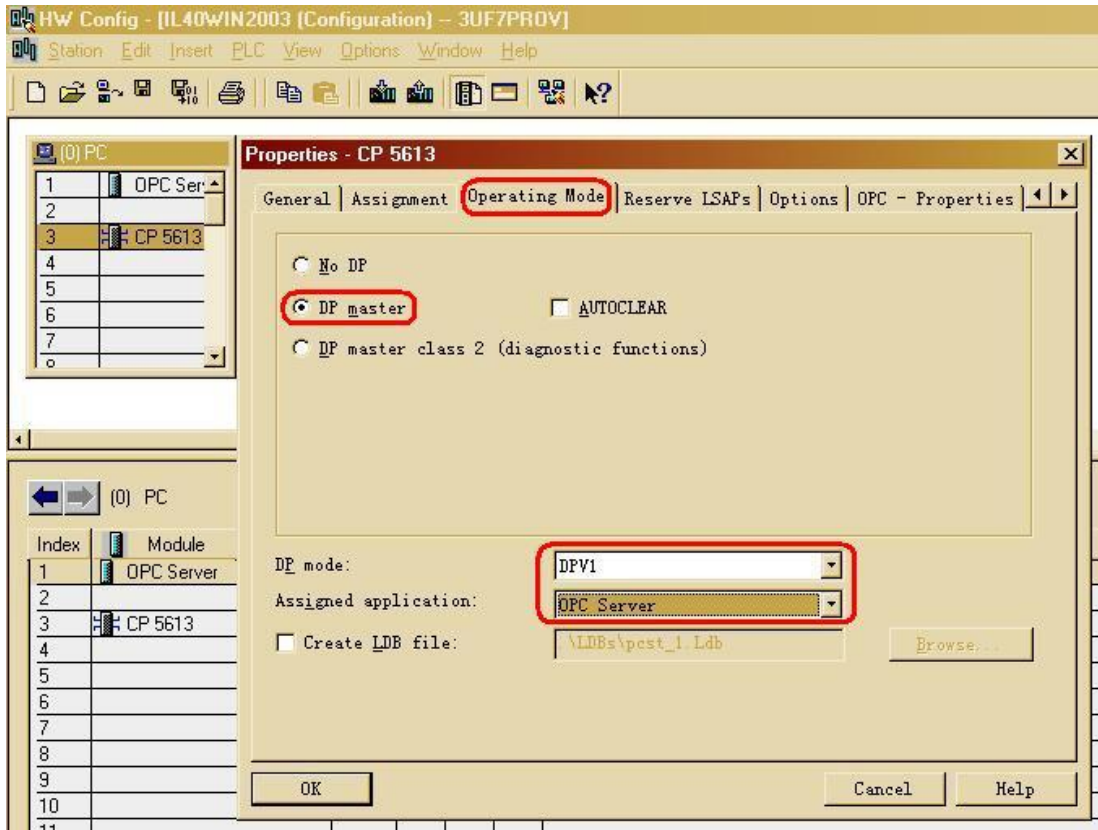 HW Config - [IL40WIN2003 (Configuration) -- 3UF7PROV]
Station Edit Insert PLC View Options Window Help
(0) PC
1 OPC Ser
2
3 CP 5613
4
5
6
7
Properties - CP 5613
General Assignment Operating Mode Reserve LSAPs Options OPC - Properties
No DP
DP master AUTOCLEAR
DP master class 2 (diagnostic functions)
DP mode: DPV1
Assigned application: OPC Server
Create LDB file: .\LDBs\pcst_1.Ldb Browse...
OK Cancel Help
(0) PC
Index Module
1 OPC Server
2
3 CP 5613
4
5
6
7
8
9
10
11